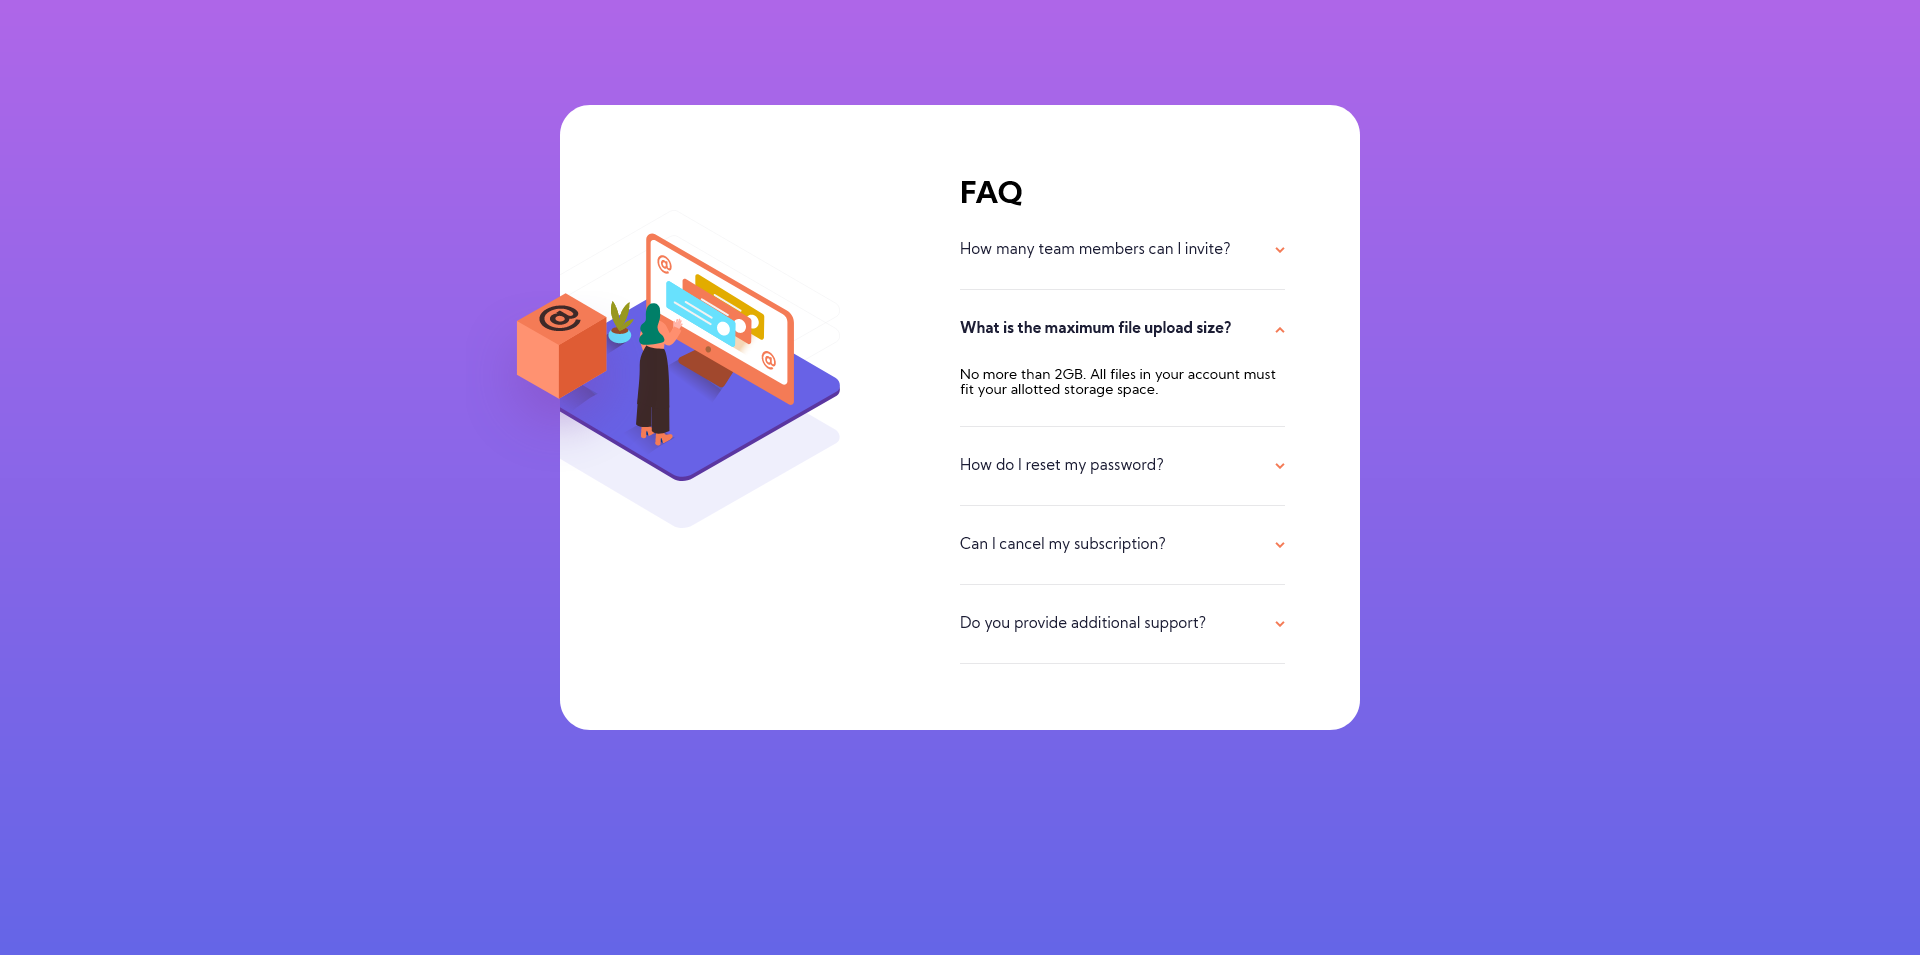 FAQ
How many team members can I invite?
What is the maximum file upload size?
No more than 2GB. All files in your account must
fit your allotted storage space.
How do I reset my password?
Can I cancel my subscription?
Do you provide additional support?
@
@
@